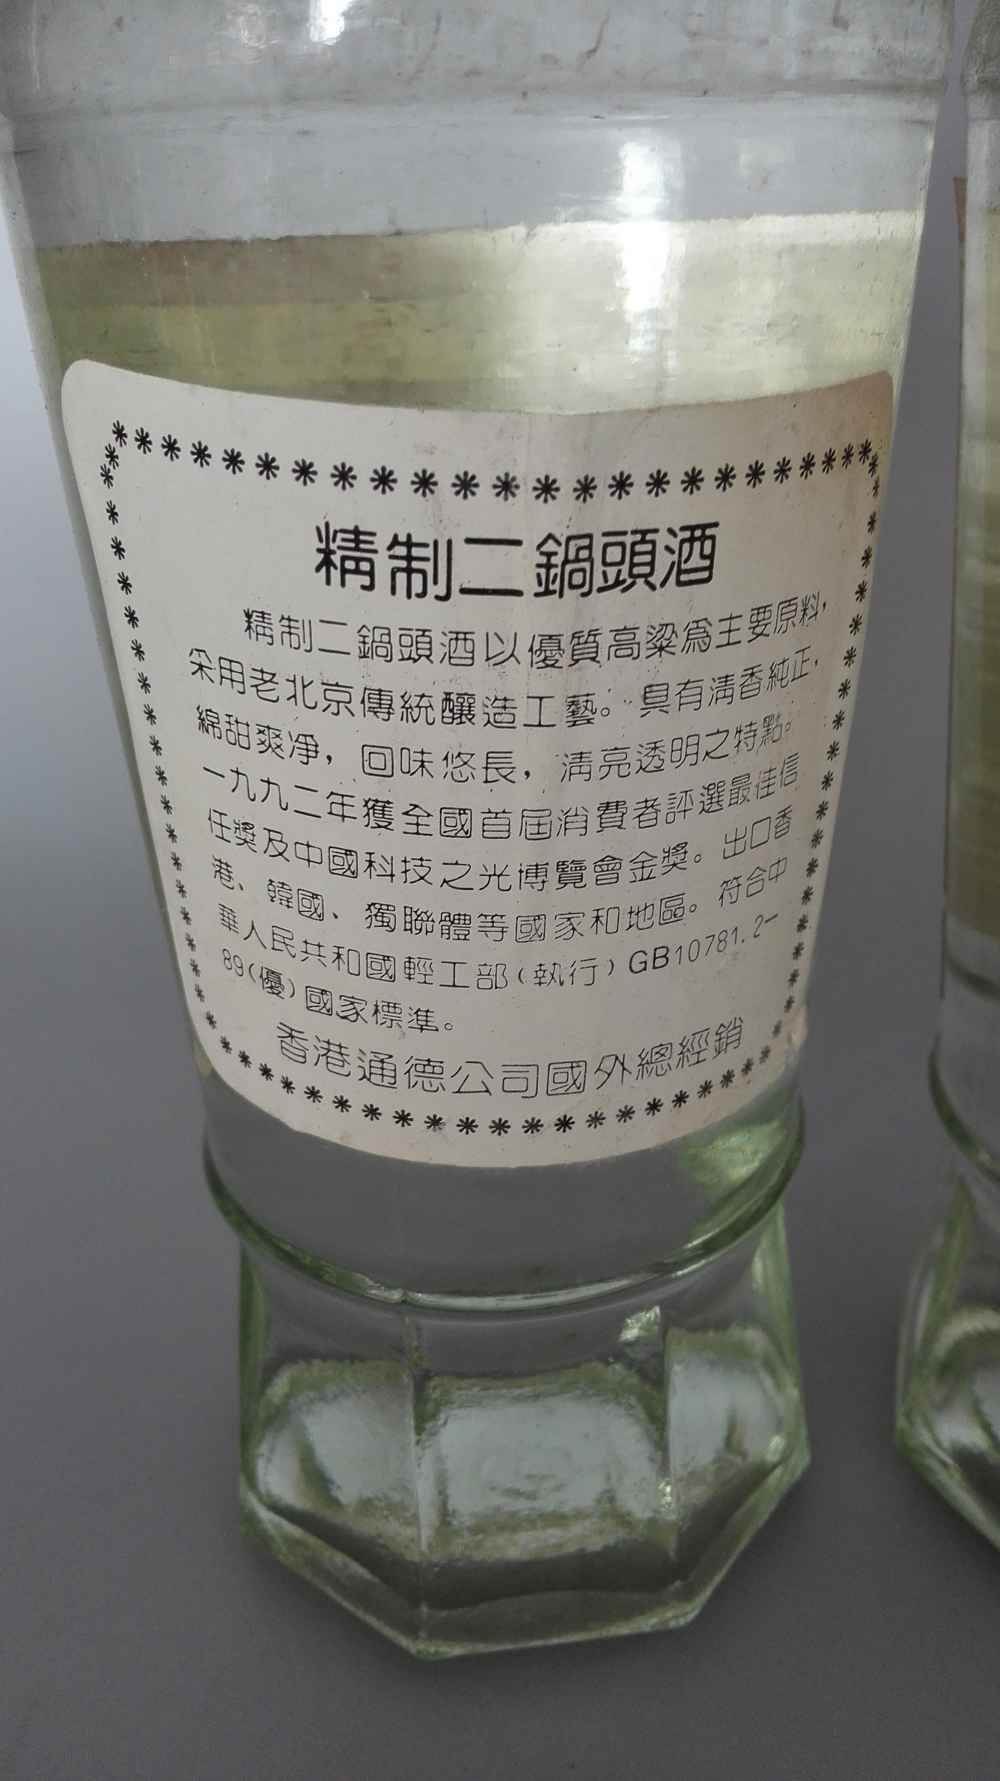 精制二鍋頭酒
精制二鍋頭酒以優質高粱為主要原料,
采用老北京傳統釀造工藝。具有清香純正,
綿甜爽净,回味悠長,清亮透明之特點。
一九九二年獲全國首屆消費者評選最佳信
任獎及中國科技之光博覽會金獎。出口香
港、韓國、獨聯體等國家和地區。符合中
華人民共和國輕工部(執行)GB10781.2-
89(優)國家標準。
香港通德公司國外總經銷